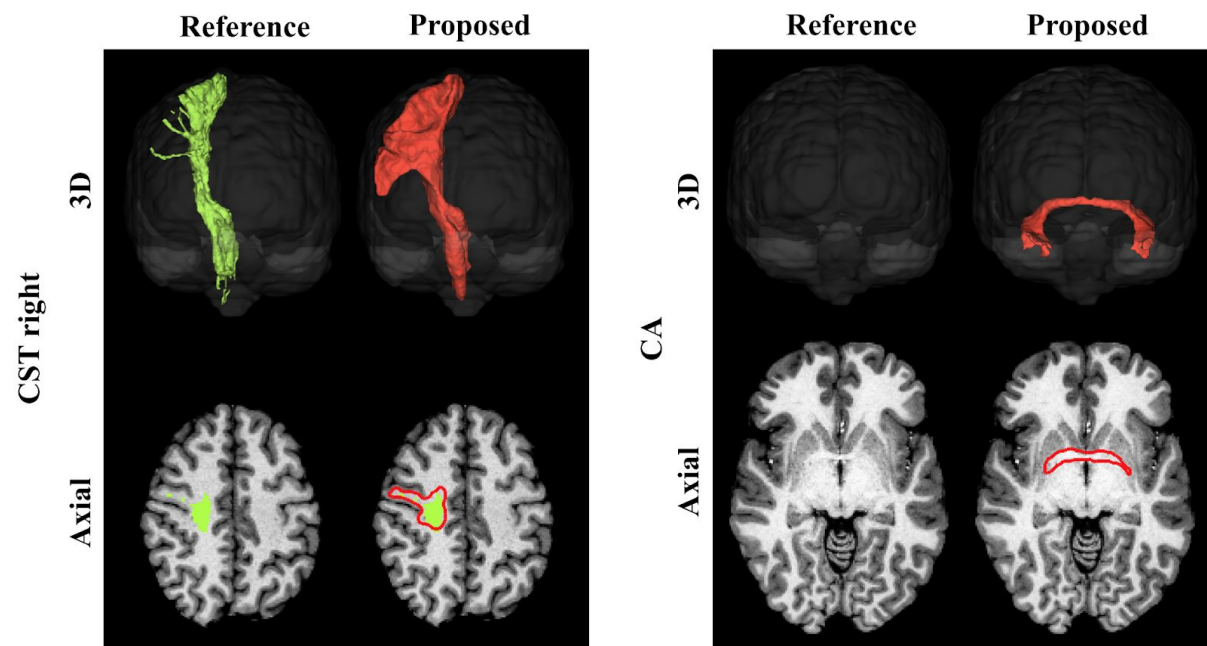 Reference Proposed
Reference Proposed
3D
3D
CST right
CA
Axial
Axial